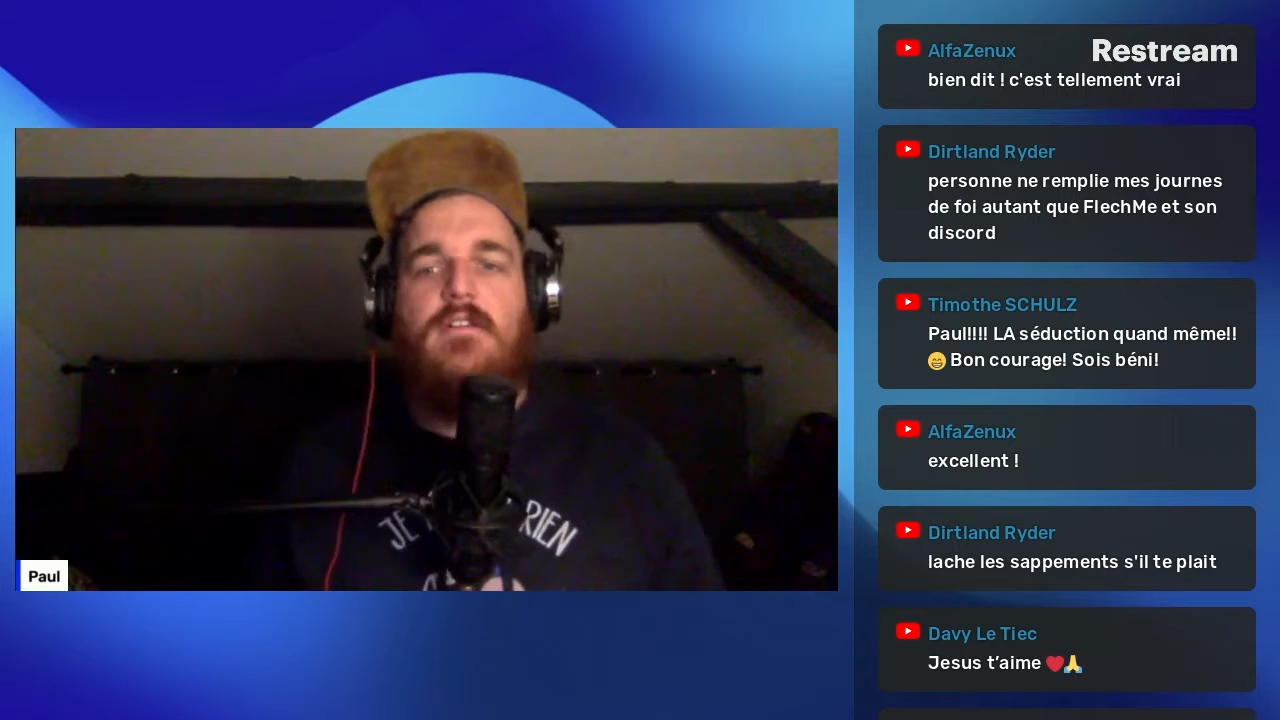 Restream
AlfaZenux
bien dit ! c'est tellement vrai
Dirtland Ryder
personne ne remplie mes journes
de foi autant que FlechMe et son
discord
Timothe SCHULZ
Paul!!!! LA séduction quand même!!
😁 Bon courage! Sois béni!
AlfaZenux
excellent !
Dirtland Ryder
lache les sappements s'il te plait
Davy Le Tiec
Jesus t’aime ❤️🙏
JE RIEN
Paul